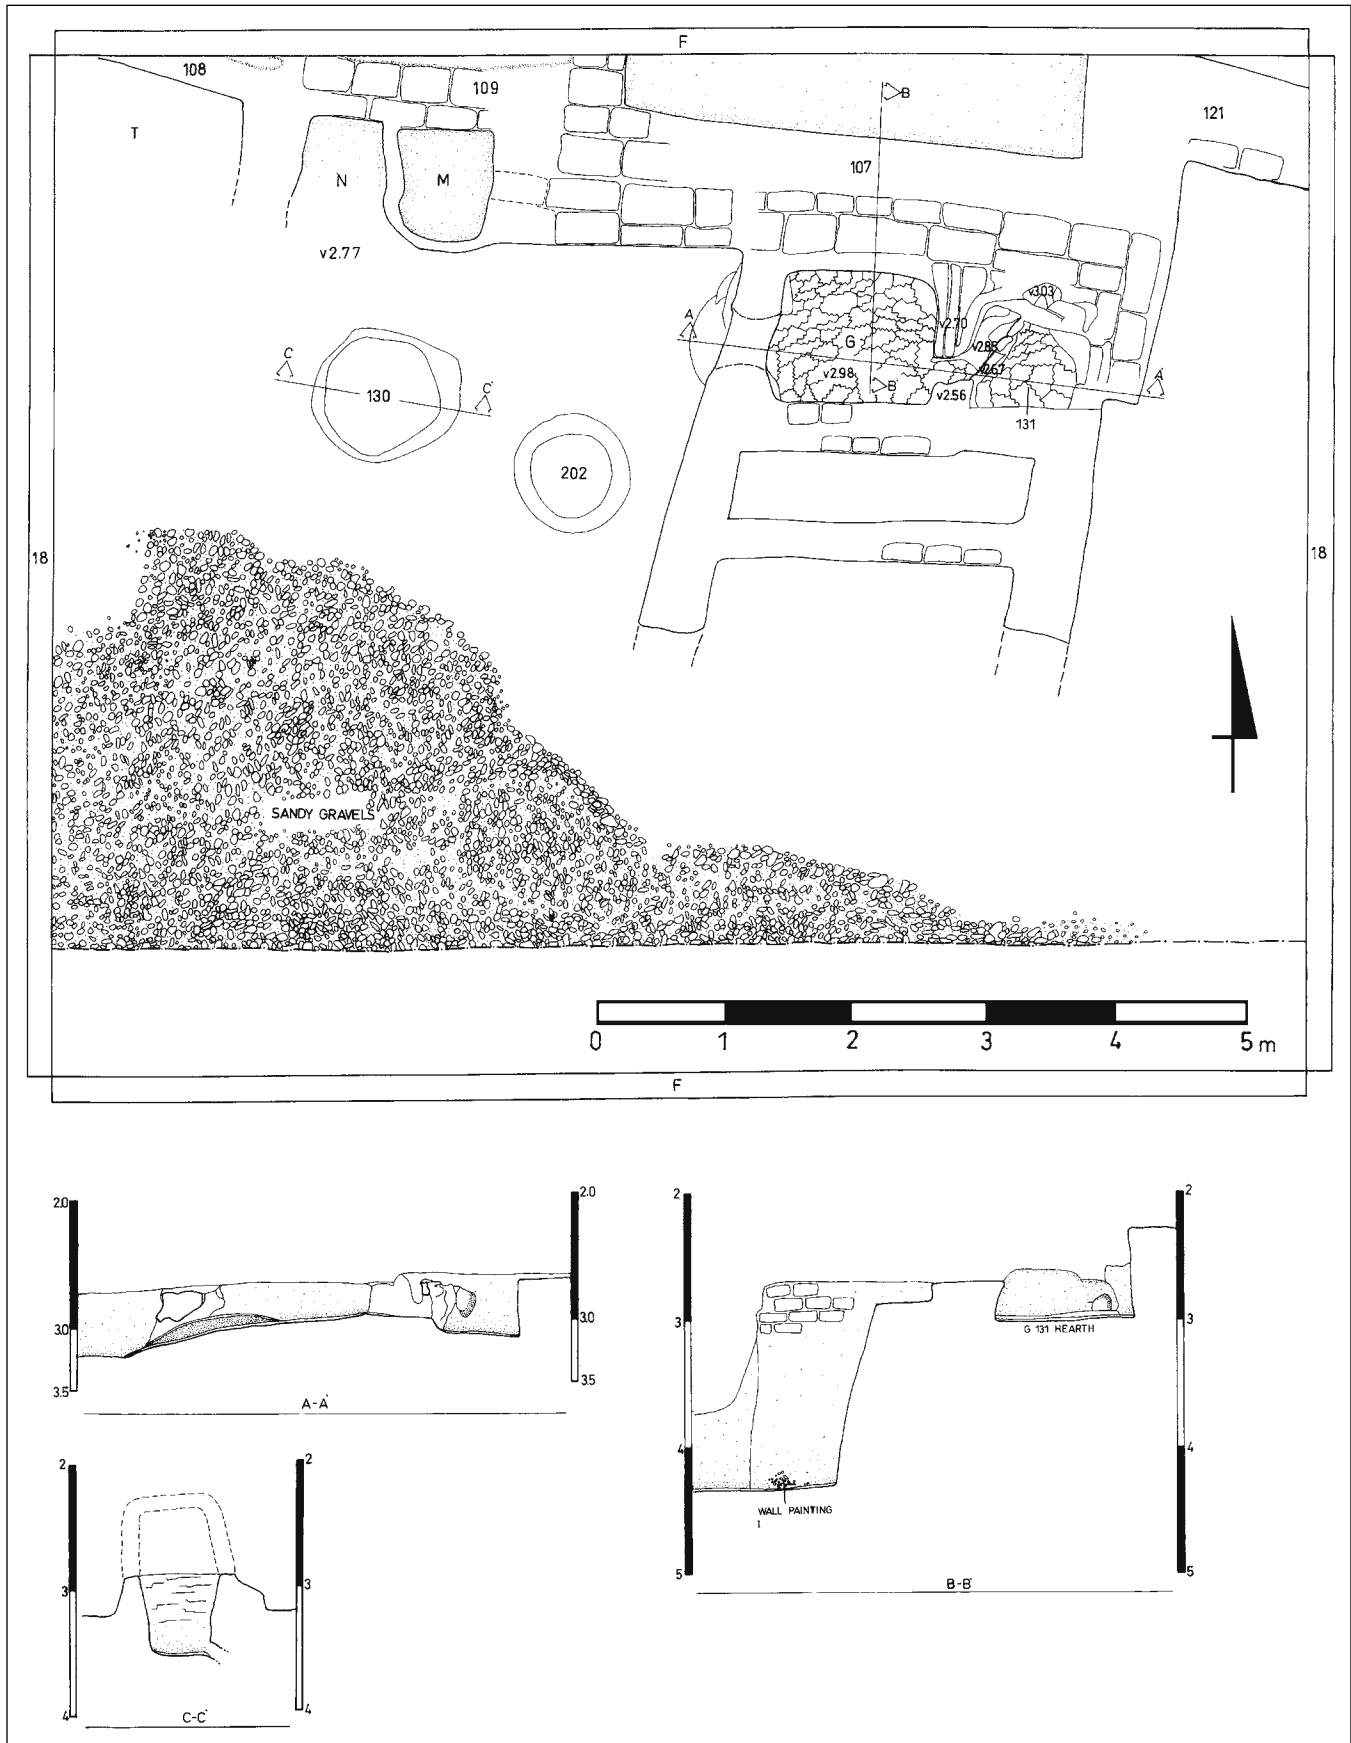 F
108
109
B
121
T
107
N
M
v2.77
v3.03
A
v2.70
G
v2.85
C
v2.98
v2.67
B'
A'
130
C'
v2.56
131
202
18
18
SANDY GRAVELS
0 1 2 3 4 5 m
F
2.0
2.0
3.0
3.0
3.5
3.5
A-A'
2
2
3
3
G 131 HEARTH
4
4
WALL PAINTING
1
5
5
B-B'
2
2
3
3
4
4
C-C'